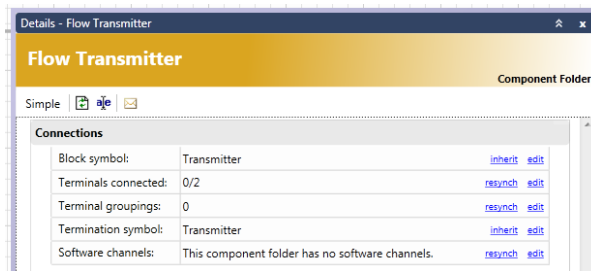 Details - Flow Transmitter
x
Flow Transmitter
Component Folder
Simple a|e
Connections
Block symbol: Transmitter inherit edit
Terminals connected: 0/2 resynch edit
Terminal groupings: 0 resynch edit
Termination symbol: Transmitter inherit edit
Software channels: This component folder has no software channels. resynch edit